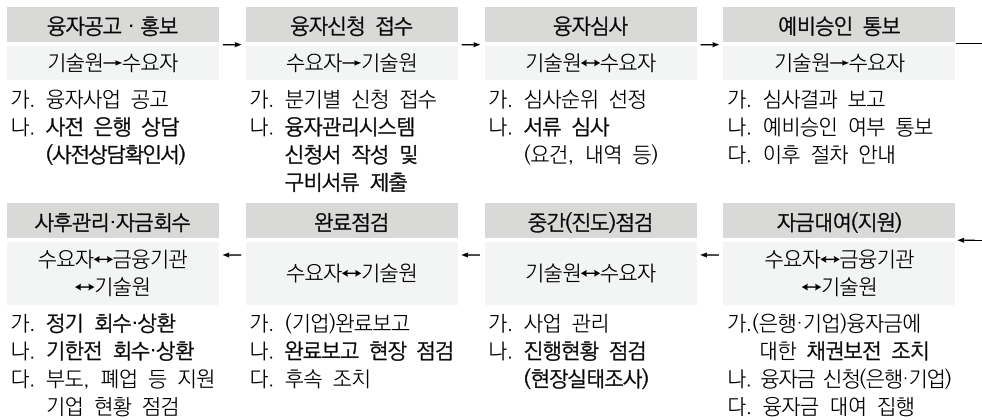 융자공고 · 홍보
기술원→수요자
가. 융자사업 공고
나. 사전 은행 상담
(사전상담확인서)
융자신청 접수
수요자→기술원
가. 분기별 신청 접수
나. 융자관리시스템
신청서 작성 및
구비서류 제출
융자심사
기술원↔수요자
가. 심사순위 선정
나. 서류 심사
(요건, 내역 등)
예비승인 통보
기술원→수요자
가. 심사결과 보고
나. 예비승인 여부 통보
다. 이후 절차 안내
자금대여(지원)
수요자↔금융기관
↔기술원
가.(은행·기업)융자금에
대한 채권보전 조치
나. 융자금 신청(은행·기업)
다. 융자금 대여 집행
중간(진도)점검
기술원↔수요자
가. 사업 관리
나. 진행현황 점검
(현장실태조사)
완료점검
수요자↔기술원
가. (기업)완료보고
나. 완료보고 현장 점검
다. 후속 조치
사후관리·자금회수
수요자↔금융기관
↔기술원
가. 정기 회수·상환
나. 기한전 회수·상환
다. 부도, 폐업 등 지원
기업 현황 점검